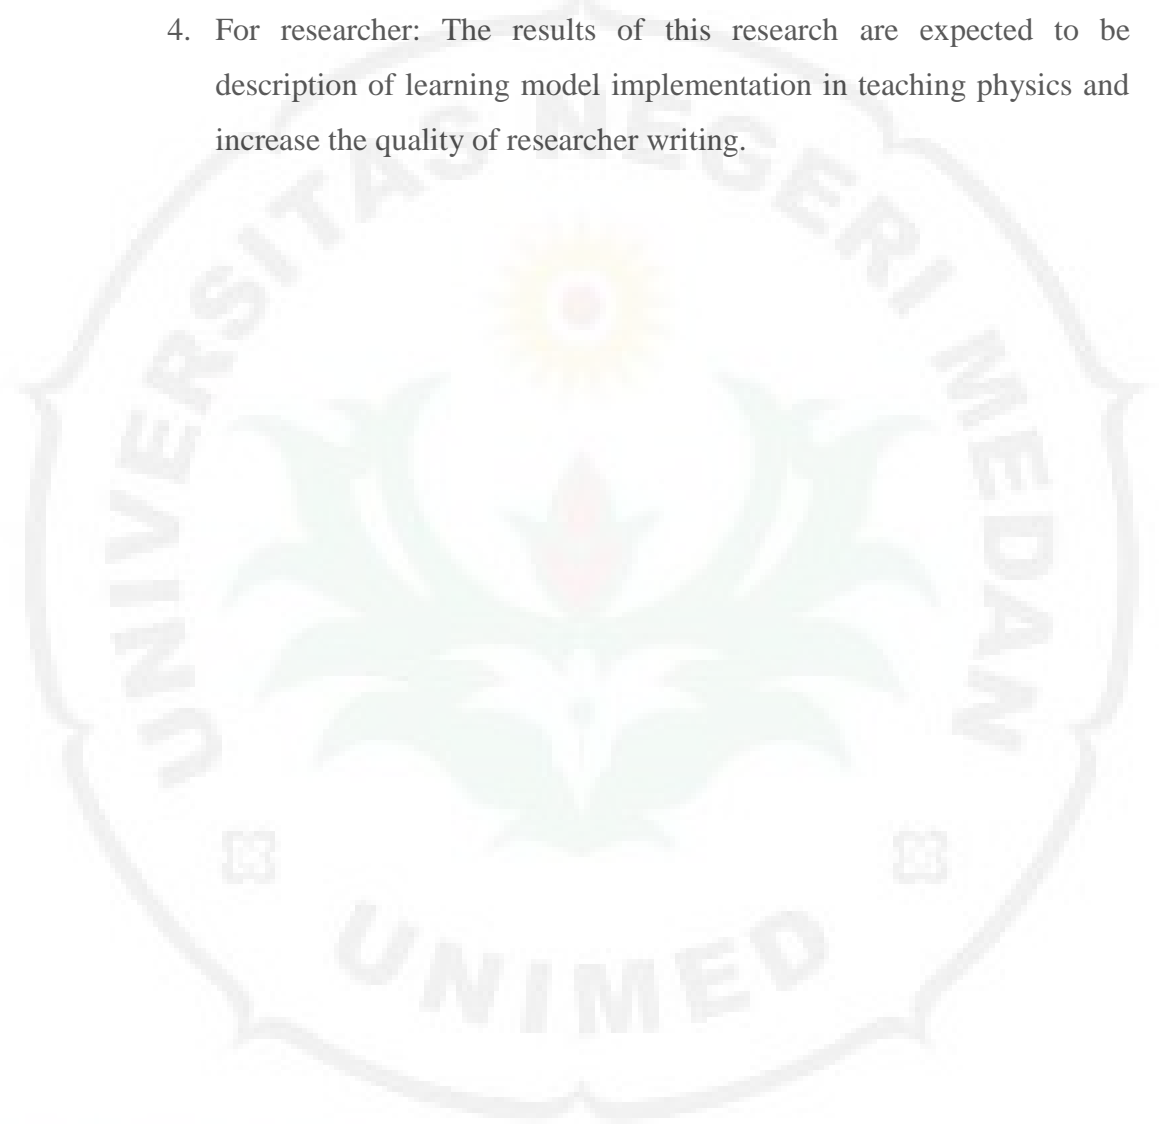 4. For researcher: The results of this research are expected to be
description of learning model implementation in teaching physics and
increase the quality of researcher writing.
UNIVERSITAS NEGERI MEDAN
UNIMED